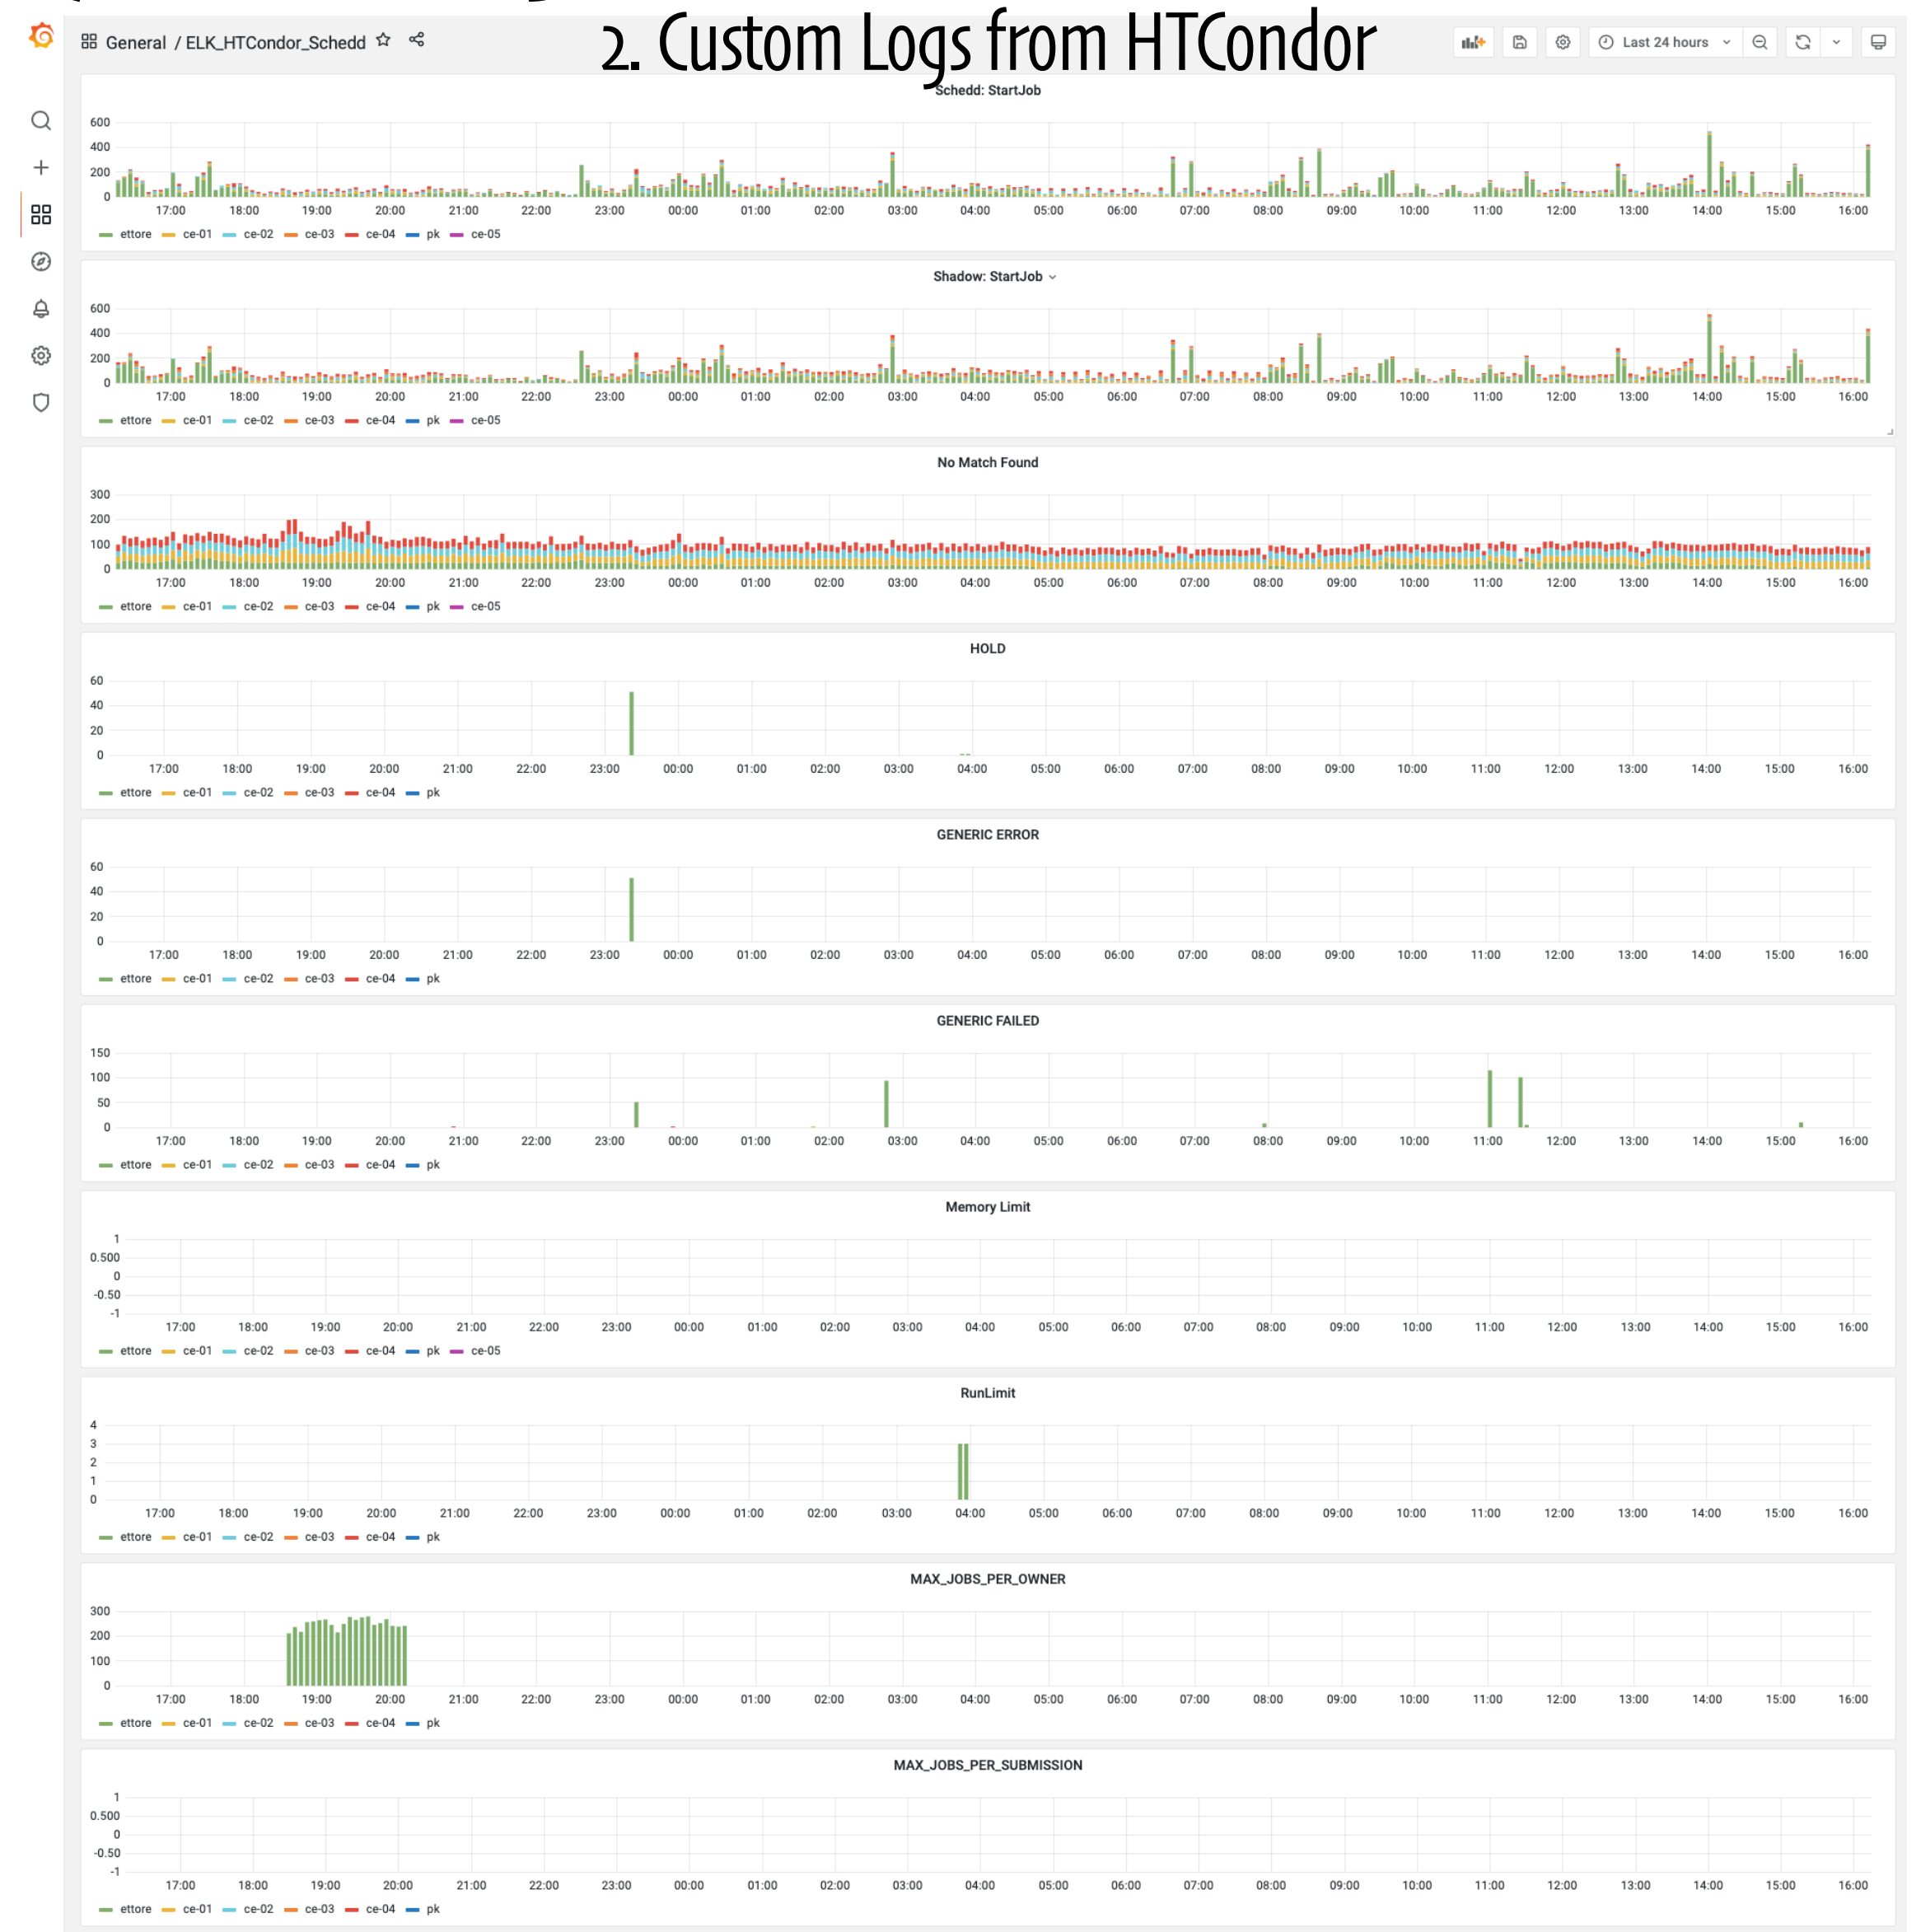 2. Custom Logs from HTCondor
General / ELK_HTCondor_Schedd
Last 24 hours
Schedd: StartJob
600
400
200
0
17:00 18:00 19:00 20:00 21:00 22:00 23:00 00:00 01:00 02:00 03:00 04:00 05:00 06:00 07:00 08:00 09:00 10:00 11:00 12:00 13:00 14:00 15:00 16:00
ettore ce-01 ce-02 ce-03 ce-04 pk ce-05
Shadow: StartJob
600
400
200
0
17:00 18:00 19:00 20:00 21:00 22:00 23:00 00:00 01:00 02:00 03:00 04:00 05:00 06:00 07:00 08:00 09:00 10:00 11:00 12:00 13:00 14:00 15:00 16:00
ettore ce-01 ce-02 ce-03 ce-04 pk ce-05
No Match Found
300
200
100
0
17:00 18:00 19:00 20:00 21:00 22:00 23:00 00:00 01:00 02:00 03:00 04:00 05:00 06:00 07:00 08:00 09:00 10:00 11:00 12:00 13:00 14:00 15:00 16:00
ettore ce-01 ce-02 ce-03 ce-04 pk ce-05
HOLD
60
40
20
0
17:00 18:00 19:00 20:00 21:00 22:00 23:00 00:00 01:00 02:00 03:00 04:00 05:00 06:00 07:00 08:00 09:00 10:00 11:00 12:00 13:00 14:00 15:00 16:00
ettore ce-01 ce-02 ce-03 ce-04 pk
GENERIC ERROR
60
40
20
0
17:00 18:00 19:00 20:00 21:00 22:00 23:00 00:00 01:00 02:00 03:00 04:00 05:00 06:00 07:00 08:00 09:00 10:00 11:00 12:00 13:00 14:00 15:00 16:00
ettore ce-01 ce-02 ce-03 ce-04 pk
GENERIC FAILED
150
100
50
0
17:00 18:00 19:00 20:00 21:00 22:00 23:00 00:00 01:00 02:00 03:00 04:00 05:00 06:00 07:00 08:00 09:00 10:00 11:00 12:00 13:00 14:00 15:00 16:00
ettore ce-01 ce-02 ce-03 ce-04 pk
Memory Limit
1
0.500
0
-0.50
-1
17:00 18:00 19:00 20:00 21:00 22:00 23:00 00:00 01:00 02:00 03:00 04:00 05:00 06:00 07:00 08:00 09:00 10:00 11:00 12:00 13:00 14:00 15:00 16:00
ettore ce-01 ce-02 ce-03 ce-04 pk ce-05
RunLimit
4
3
2
1
0
17:00 18:00 19:00 20:00 21:00 22:00 23:00 00:00 01:00 02:00 03:00 04:00 05:00 06:00 07:00 08:00 09:00 10:00 11:00 12:00 13:00 14:00 15:00 16:00
ettore ce-01 ce-02 ce-03 ce-04 pk
MAX_JOBS_PER_OWNER
300
200
100
0
17:00 18:00 19:00 20:00 21:00 22:00 23:00 00:00 01:00 02:00 03:00 04:00 05:00 06:00 07:00 08:00 09:00 10:00 11:00 12:00 13:00 14:00 15:00 16:00
ettore ce-01 ce-02 ce-03 ce-04 pk
MAX_JOBS_PER_SUBMISSION
1
0.500
0
-0.50
-1
17:00 18:00 19:00 20:00 21:00 22:00 23:00 00:00 01:00 02:00 03:00 04:00 05:00 06:00 07:00 08:00 09:00 10:00 11:00 12:00 13:00 14:00 15:00 16:00
ettore ce-01 ce-02 ce-03 ce-04 pk